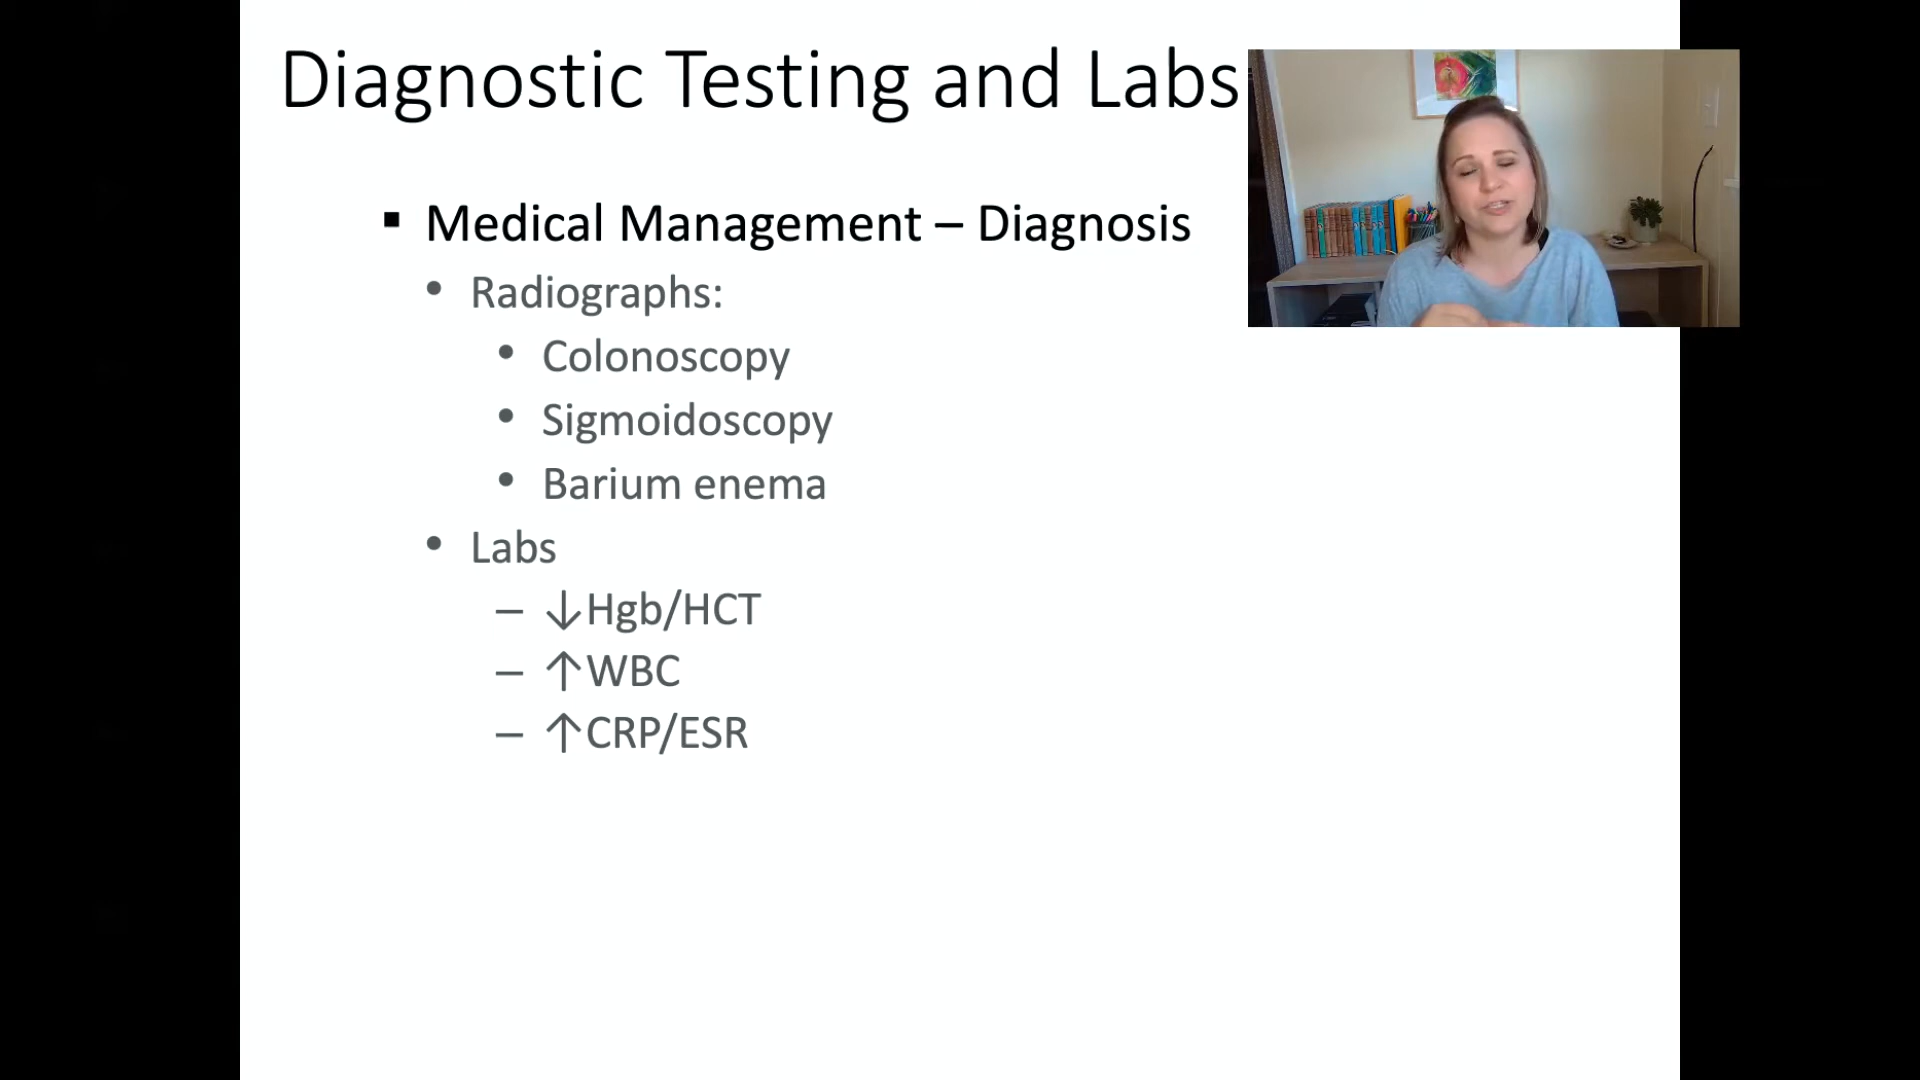 Diagnostic Testing and Labs
▪ Medical Management – Diagnosis
• Radiographs:
• Colonoscopy
• Sigmoidoscopy
• Barium enema
• Labs
– ↓Hgb/HCT
– ↑WBC
– ↑CRP/ESR